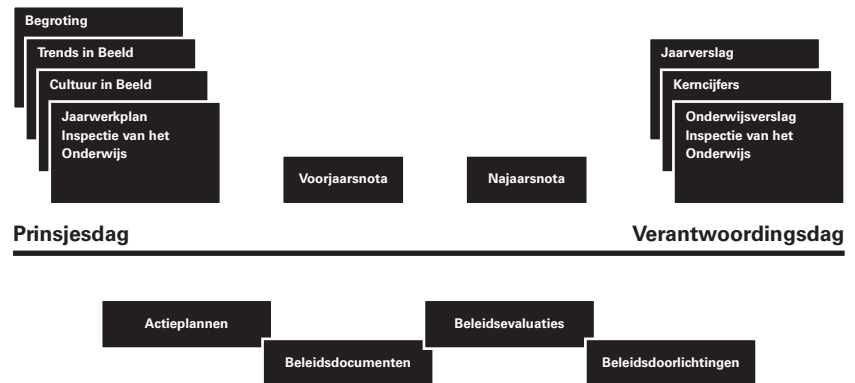 Begroting
Trends in Beeld
Cultuur in Beeld
Jaarwerkplan
Inspectie van het
Onderwijs
Voorjaarsnota
Najaarsnota
Jaarverslag
Kerncijfers
Onderwijsverslag
Inspectie van het
Onderwijs
Prinsjesdag
Verantwoordingsdag
Actieplannen
Beleidsdocumenten
Beleidsevaluaties
Beleidsdoorlichtingen